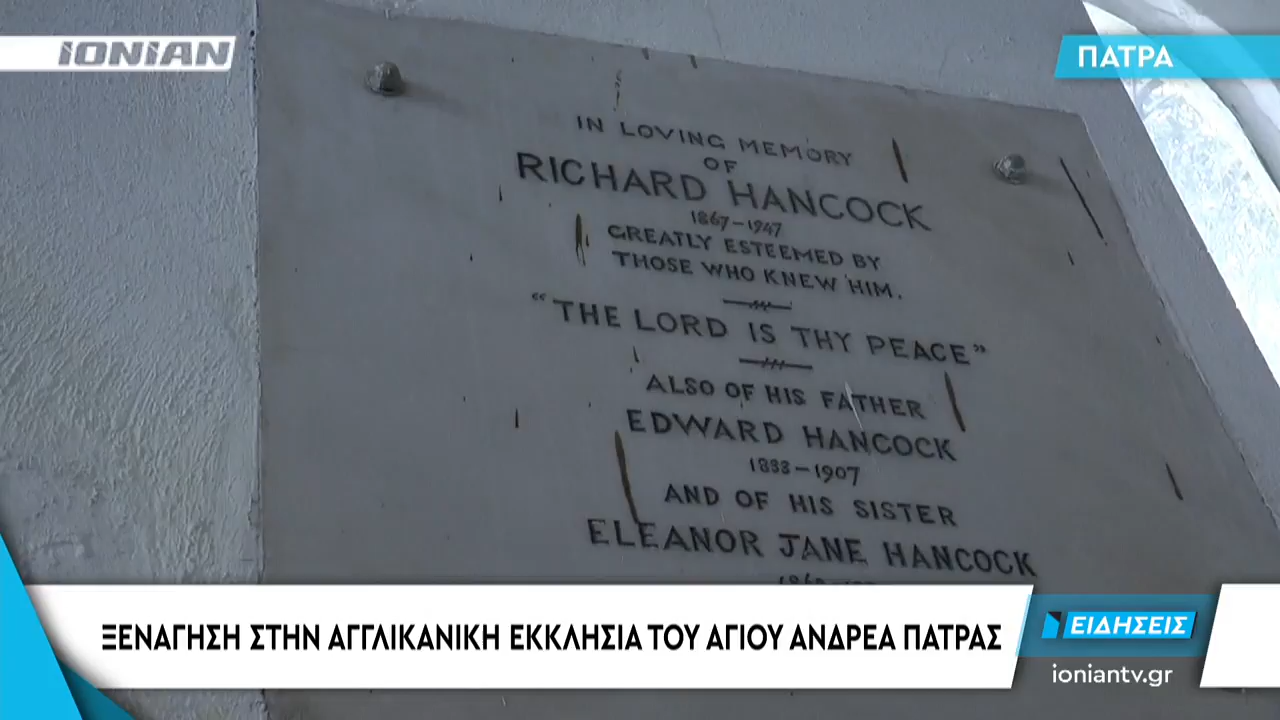 IONIAN
ΠΑΤΡΑ
IN LOVING MEMORY
OF
RICHARD HANCOCK
1867-1947
GREATLY ESTEEMED BY
THOSE WHO KNEW HIM.
"THE LORD IS THY PEACE"
ALSO OF HIS FATHER
EDWARD HANCOCK
1838-1907
AND OF HIS SISTER
ELEANOR JANE HANCOCK
ΞΕΝΑΓΗΣΗ ΣΤΗΝ ΑΓΓΛΙΚΑΝΙΚΗ ΕΚΚΛΗΣΙΑ ΤΟΥ ΑΓΙΟΥ ΑΝΔΡΕΑ ΠΑΤΡΑΣ
ΕΙΔΗΣΕΙΣ
ioniantv.gr